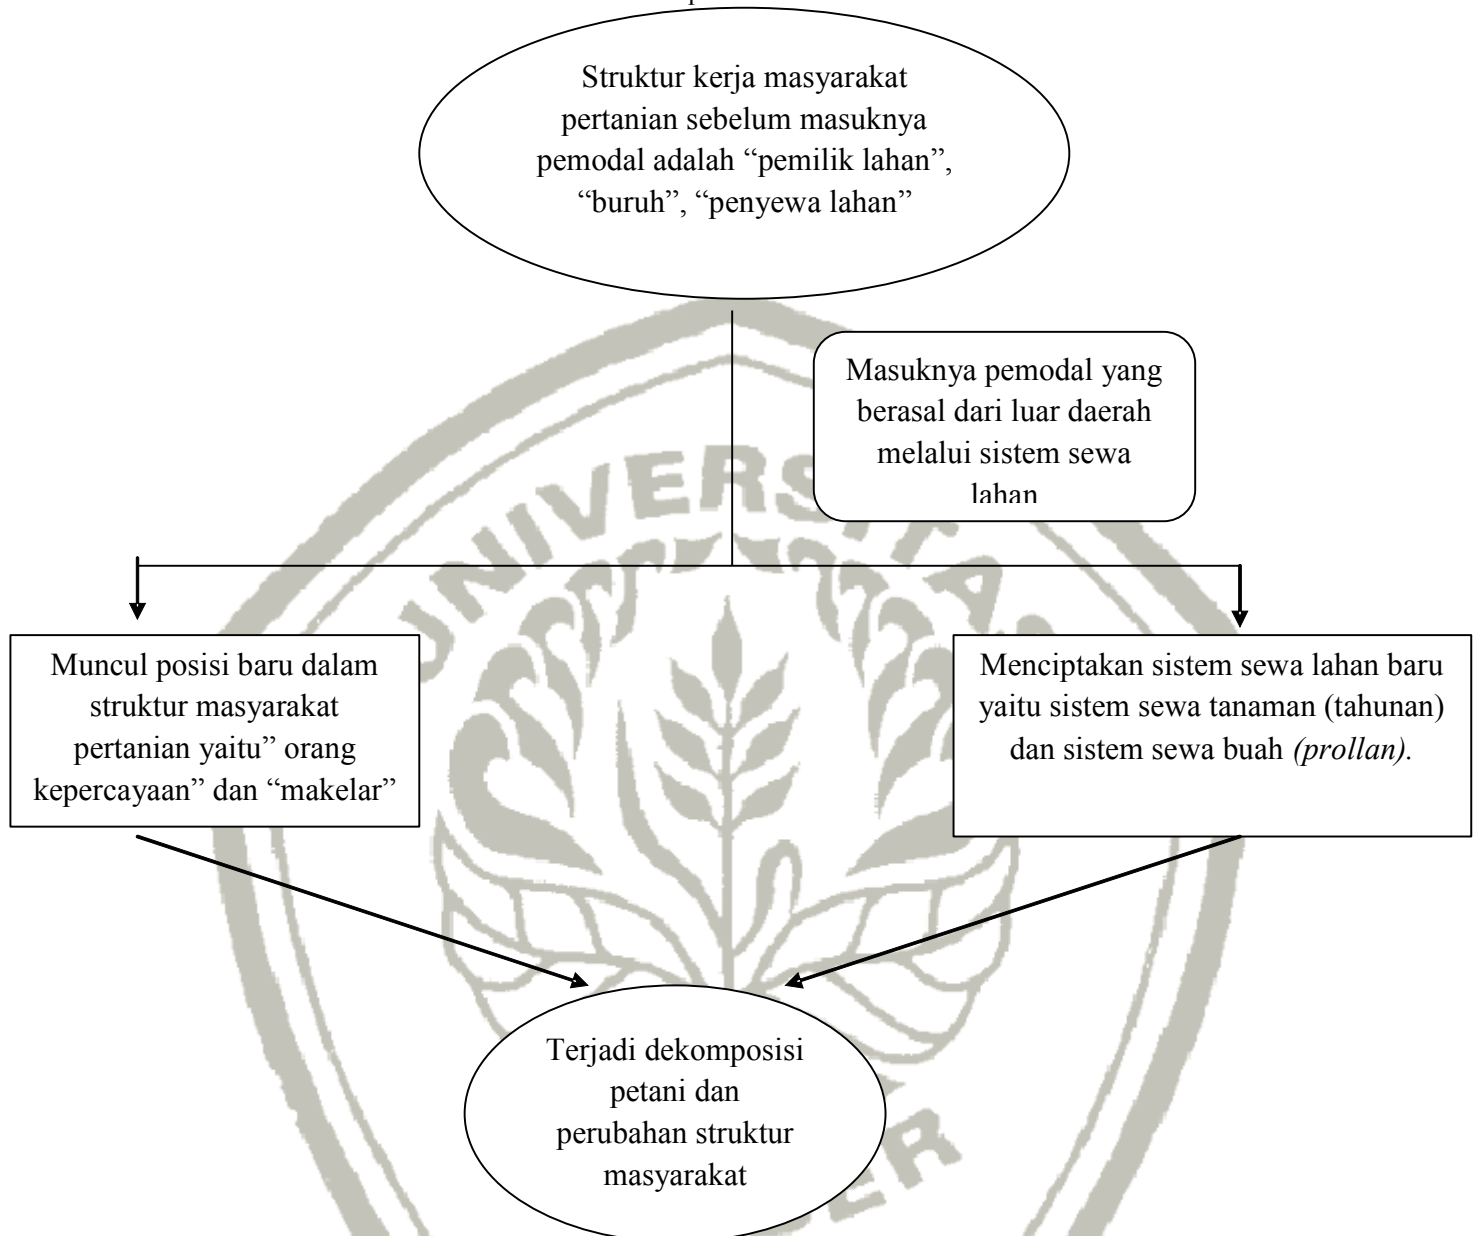 Struktur kerja masyarakat
pertanian sebelum masuknya
pemodal adalah “pemilik lahan”,
“buruh”, “penyewa lahan”
Masuknya pemodal yang
berasal dari luar daerah
melalui sistem sewa
lahan
Muncul posisi baru dalam
struktur masyarakat
pertanian yaitu” orang
kepercayaan” dan “makelar”
Menciptakan sistem sewa lahan baru
yaitu sistem sewa tanaman (tahunan)
dan sistem sewa buah (prollan).
Terjadi dekomposisi
petani dan
perubahan struktur
masyarakat
UNIVERSITAS